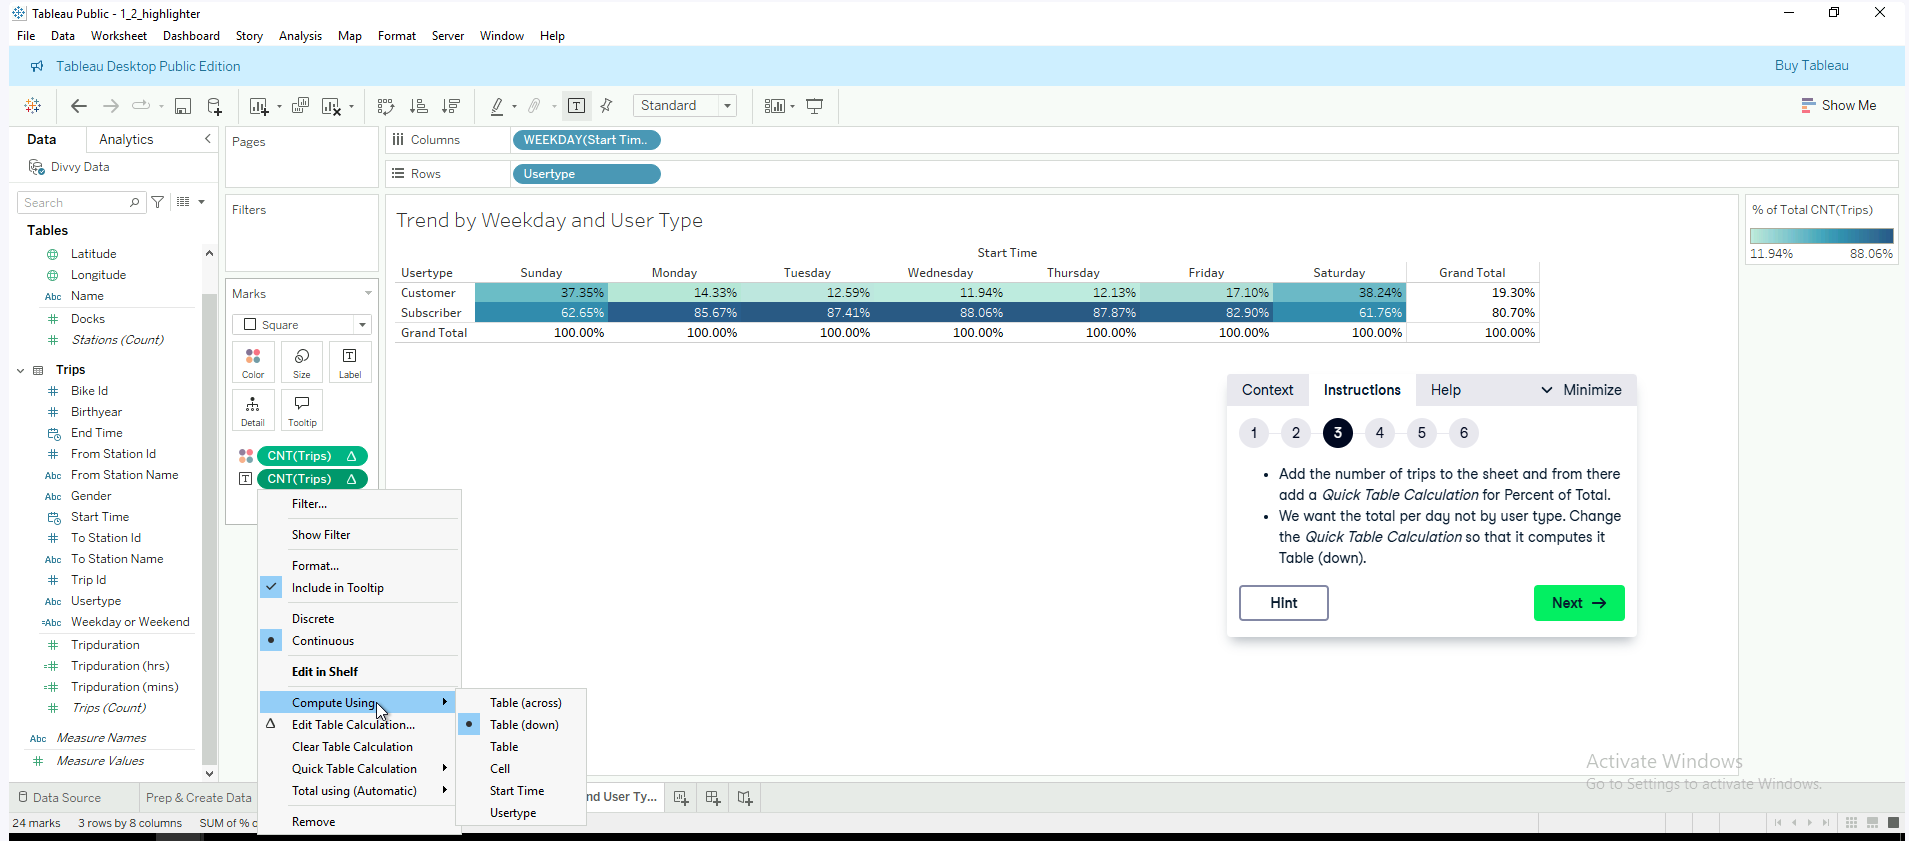 Tableau Public - 1_2_highlighter
File Data Worksheet Dashboard Story Analysis Map Format Server Window Help
Tableau Desktop Public Edition
Buy Tableau
Standard
Show Me
Data
Analytics
Divvy Data
Search
Tables
Latitude
Longitude
Abc Name
Docks
Stations (Count)
Trips
Bike Id
Birthyear
End Time
From Station Id
Abc From Station Name
Abc Gender
Start Time
To Station Id
Abc To Station Name
Trip Id
Abc Usertype
=Abc Weekday or Weekend
Tripduration
=# Tripduration (hrs)
=# Tripduration (mins)
Trips (Count)
Abc Measure Names
Measure Values
Pages
Filters
Marks
Square
Color Size Label
Detail Tooltip
CNT(Trips) Δ
CNT(Trips) Δ
Columns
WEEKDAY(Start Tim..
Rows
Usertype
Trend by Weekday and User Type
Start Time
Usertype Sunday Monday Tuesday Wednesday Thursday Friday Saturday Grand Total
Customer 37.35% 14.33% 12.59% 11.94% 12.13% 17.10% 38.24% 19.30%
Subscriber 62.65% 85.67% 87.41% 88.06% 87.87% 82.90% 61.76% 80.70%
Grand Total 100.00% 100.00% 100.00% 100.00% 100.00% 100.00% 100.00% 100.00%
% of Total CNT(Trips)
11.94% 88.06%
Filter...
Show Filter
Format...
Include in Tooltip
Discrete
Continuous
Edit in Shelf
Compute Using
Δ Edit Table Calculation...
Clear Table Calculation
Quick Table Calculation
Total using (Automatic)
Remove
Table (across)
Table (down)
Table
Cell
Start Time
Usertype
Context Instructions Help Minimize
1 2 3 4 5 6
• Add the number of trips to the sheet and from there
add a Quick Table Calculation for Percent of Total.
• We want the total per day not by user type. Change
the Quick Table Calculation so that it computes it
Table (down).
Hint
Next →
Activate Windows
Go to Settings to activate Windows.
Data Source
Prep & Create Data
nd User Ty...
24 marks 3 rows by 8 columns SUM of %